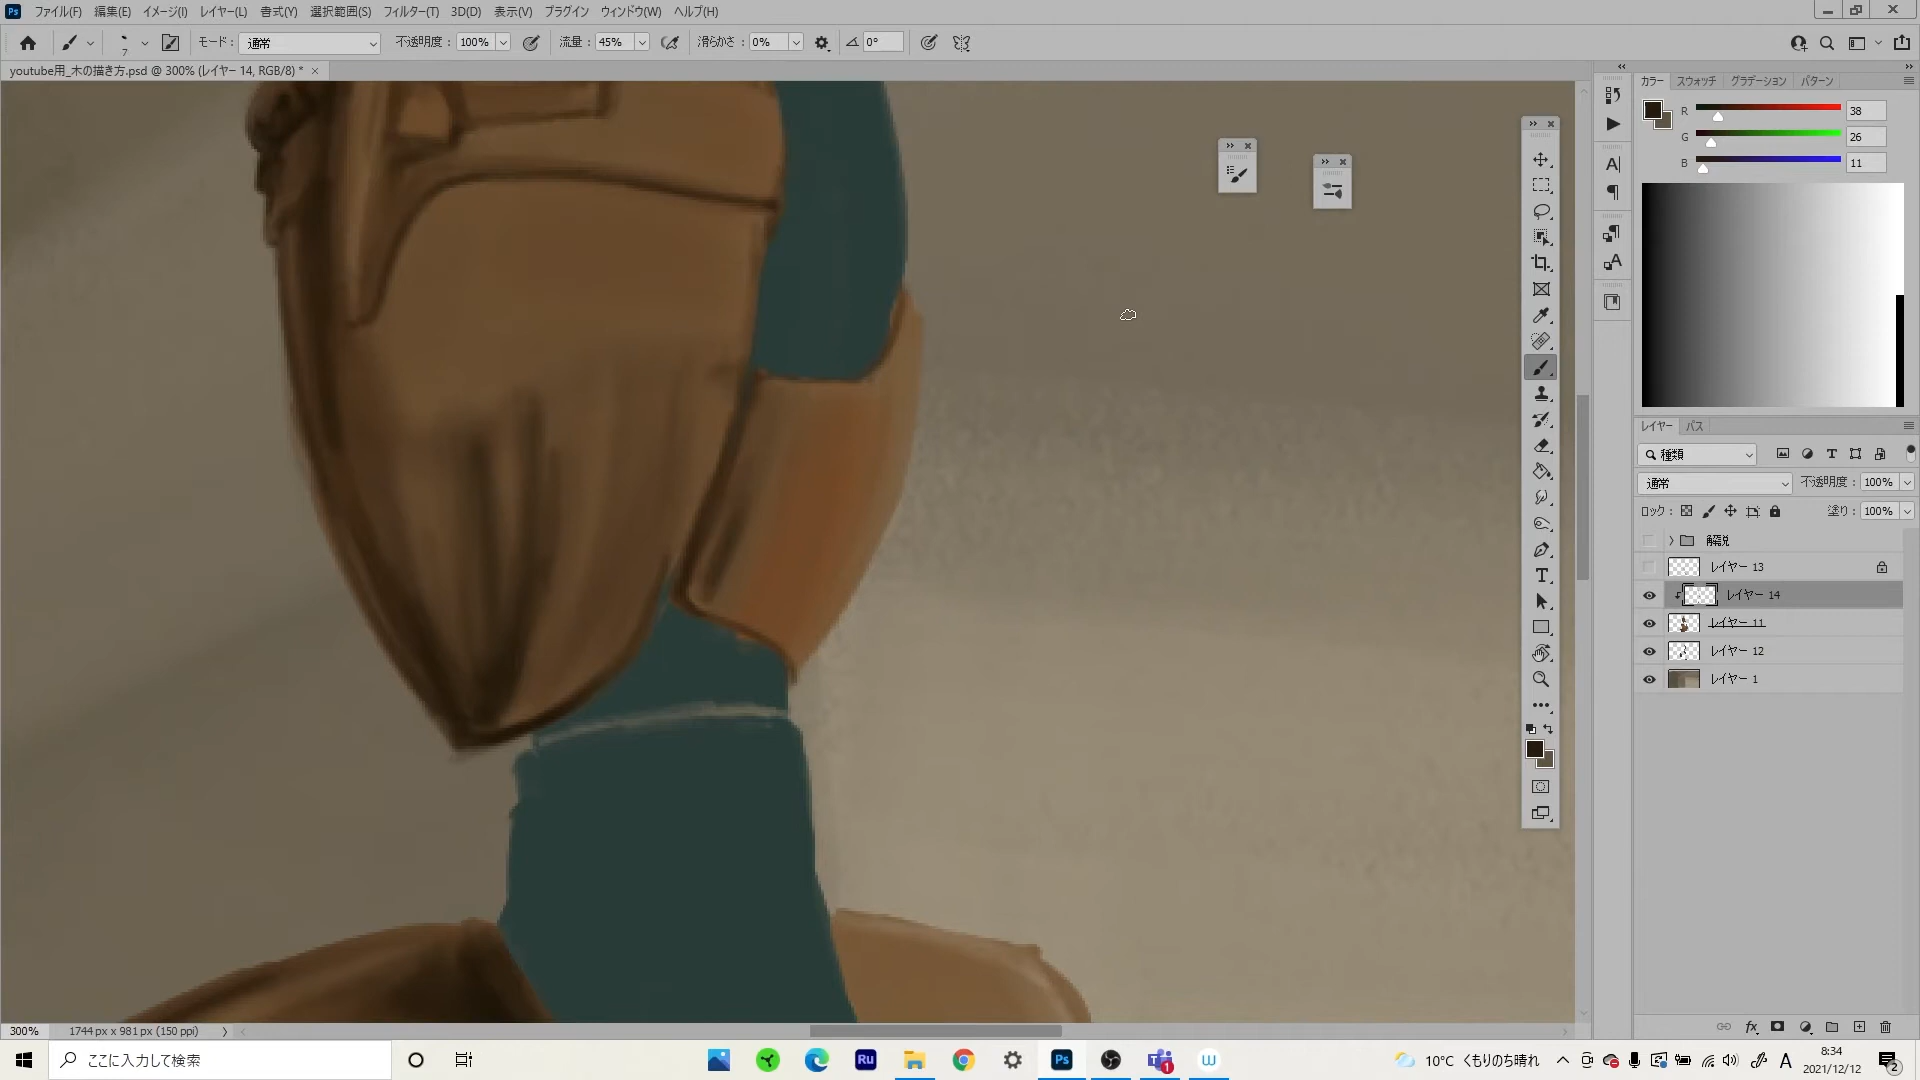 Ps ファイル(F) 編集(E) イメージ(I) レイヤー(L) 書式(Y) 選択範囲(S) フィルター(T) 3D(D) 表示(V) プラグイン ウィンドウ(W) ヘルプ(H)
7 モード: 通常 不透明度: 100% 流量: 45% 滑らかさ: 0% 0°
youtube用_木の描き方.psd @ 300% (レイヤー 14, RGB/8) *
カラー スウォッチ グラデーション パターン
R 38
G 26
B 11
レイヤー パス
種類
通常 不透明度: 100%
ロック: 塗り: 100%
解説
レイヤー 13
レイヤー 14
レイヤー 11
レイヤー 12
レイヤー 1
300% 1744 px x 981 px (150 ppi)
ここに入力して検索
Ru Ps 1 W
10°C くもりのち晴れ A
8:34
2021/12/12
2